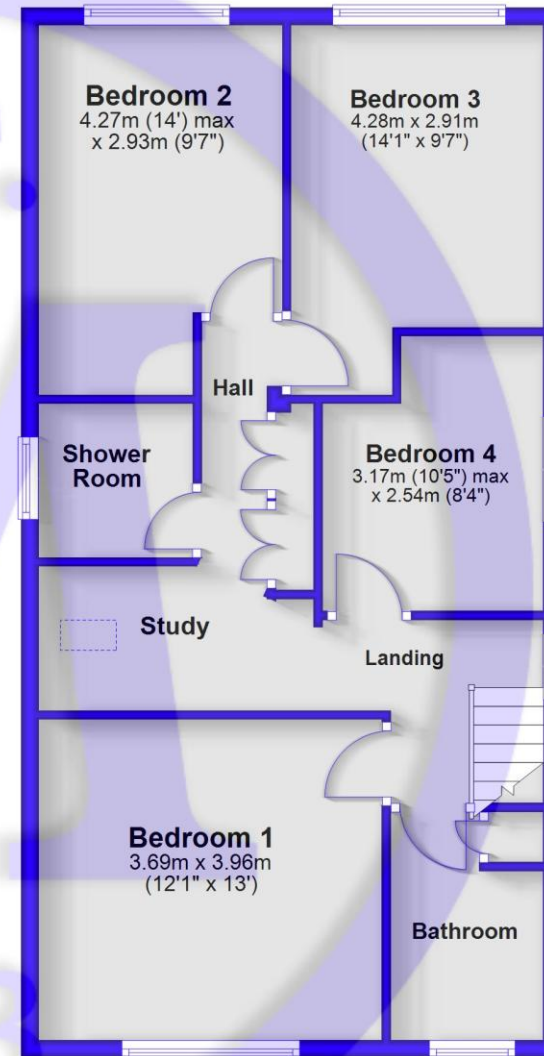 Bedroom 2
4.27m (14') max
x 2.93m (9'7")
Bedroom 3
4.28m x 2.91m
(14'1" x 9'7")
Hall
Shower
Room
Bedroom 4
3.17m (10'5") max
x 2.54m (8'4")
Study
Landing
Bedroom 1
3.69m x 3.96m
(12'1" x 13')
Bathroom